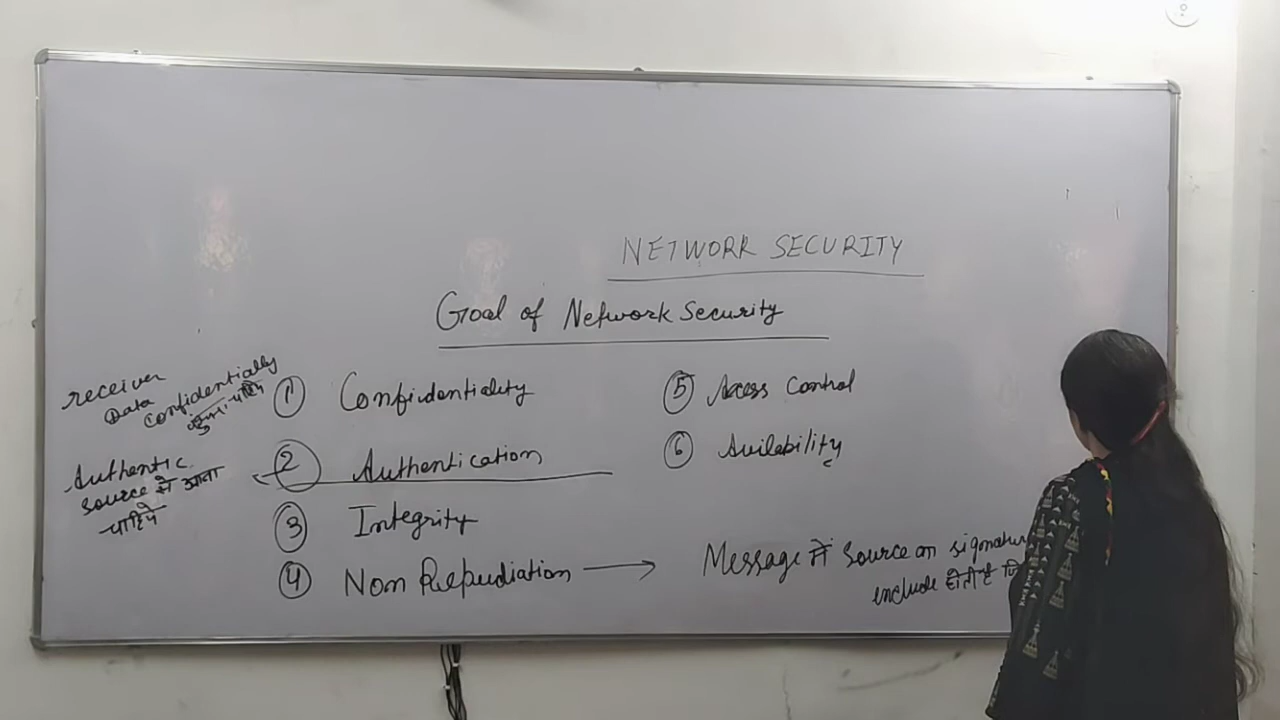 NETWORK SECURITY
Goal of Network Security
receiver
Data
Confidentially
① Confidentiality
② Authentication
Authentic
source से आना
चाहिये
③ Integrity
④ Non Repudiation → Message में source का signature
include होती है
⑤ Access Control
⑥ Avilability